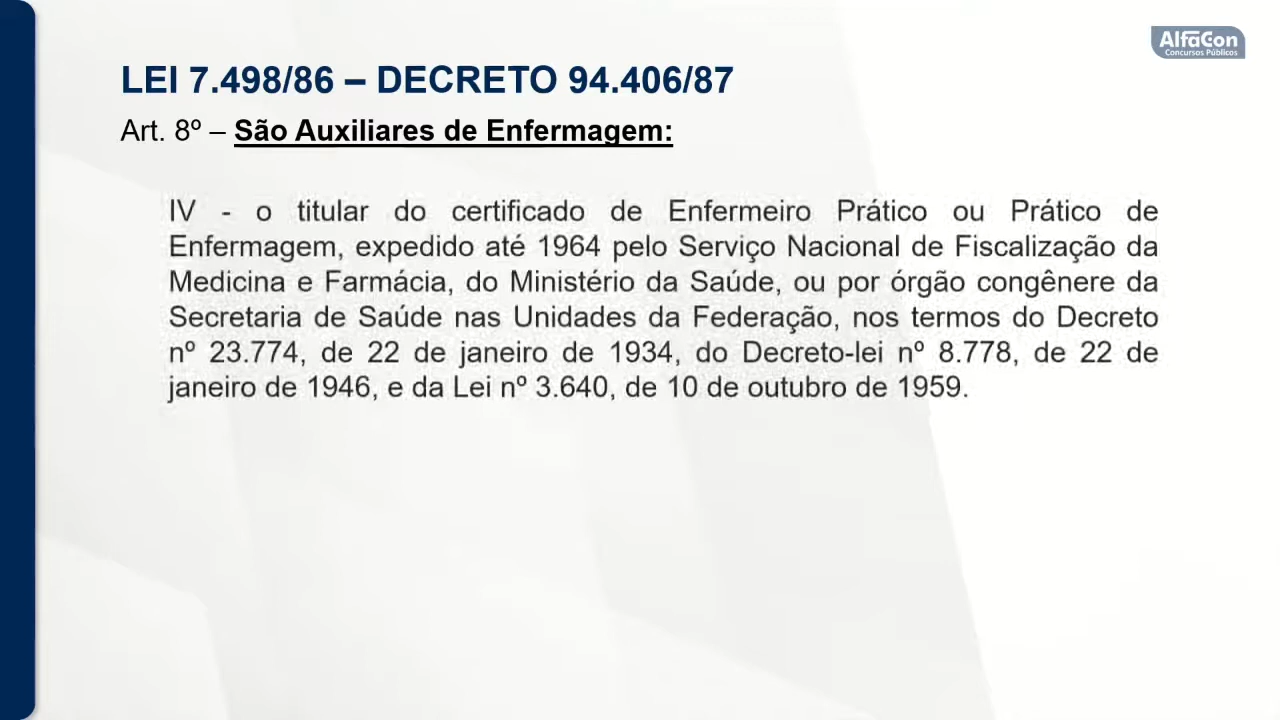 AlfaCon
Concursos Públicos
LEI 7.498/86 – DECRETO 94.406/87
Art. 8º – São Auxiliares de Enfermagem:
IV - o titular do certificado de Enfermeiro Prático ou Prático de
Enfermagem, expedido até 1964 pelo Serviço Nacional de Fiscalização da
Medicina e Farmácia, do Ministério da Saúde, ou por órgão congênere da
Secretaria de Saúde nas Unidades da Federação, nos termos do Decreto
nº 23.774, de 22 de janeiro de 1934, do Decreto-lei nº 8.778, de 22 de
janeiro de 1946, e da Lei nº 3.640, de 10 de outubro de 1959.